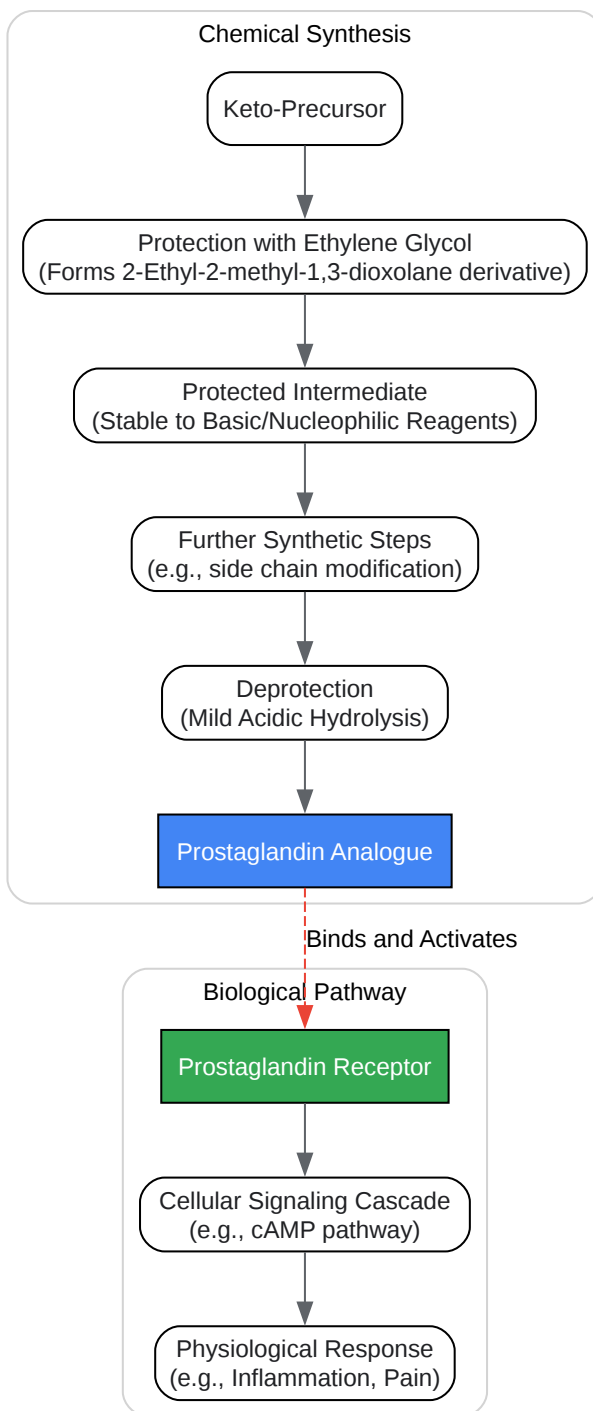 Chemical Synthesis
Keto-Precursor
Protection with Ethylene Glycol
(Forms 2-Ethyl-2-methyl-1,3-dioxolane derivative)
Protected Intermediate
(Stable to Basic/Nucleophilic Reagents)
Further Synthetic Steps
(e.g., side chain modification)
Deprotection
(Mild Acidic Hydrolysis)
Prostaglandin Analogue
Binds and Activates
Biological Pathway
Prostaglandin Receptor
Cellular Signaling Cascade
(e.g., cAMP pathway)
Physiological Response
(e.g., Inflammation, Pain)